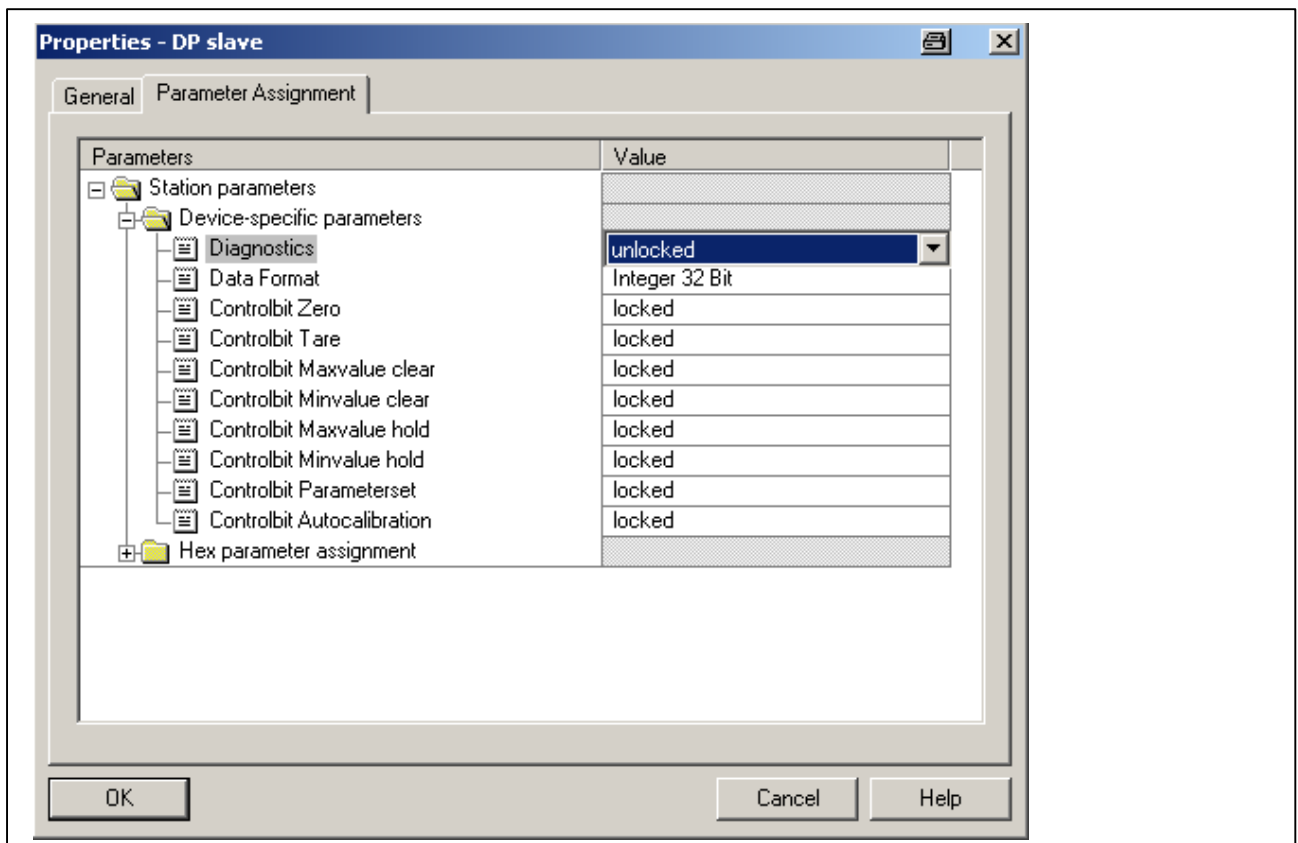 Properties - DP slave
General Parameter Assignment
Parameters Value
Station parameters
Device-specific parameters
Diagnostics unlocked
Data Format Integer 32 Bit
Controlbit Zero locked
Controlbit Tare locked
Controlbit Maxvalue clear locked
Controlbit Minvalue clear locked
Controlbit Maxvalue hold locked
Controlbit Minvalue hold locked
Controlbit Parameterset locked
Controlbit Autocalibration locked
Hex parameter assignment
OK Cancel Help